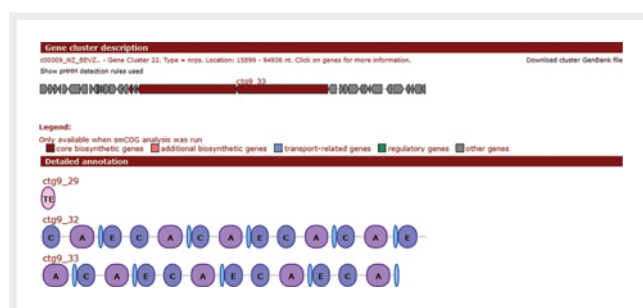 Gene cluster description
c00009_NZ_BEVZ.. - Gene Cluster 22. Type = nrps. Location: 15899 - 94936 nt. Click on genes for more information.
Download cluster GenBank file
Show pHMM detection rules used
ctg9_33
Legend:
Only available when smCOG analysis was run
core biosynthetic genes additional biosynthetic genes transport-related genes regulatory genes other genes
Detailed annotation
ctg9_29
TE
ctg9_32
C A E C A C A E C A C A E
ctg9_33
A C A E C A E C A E C A